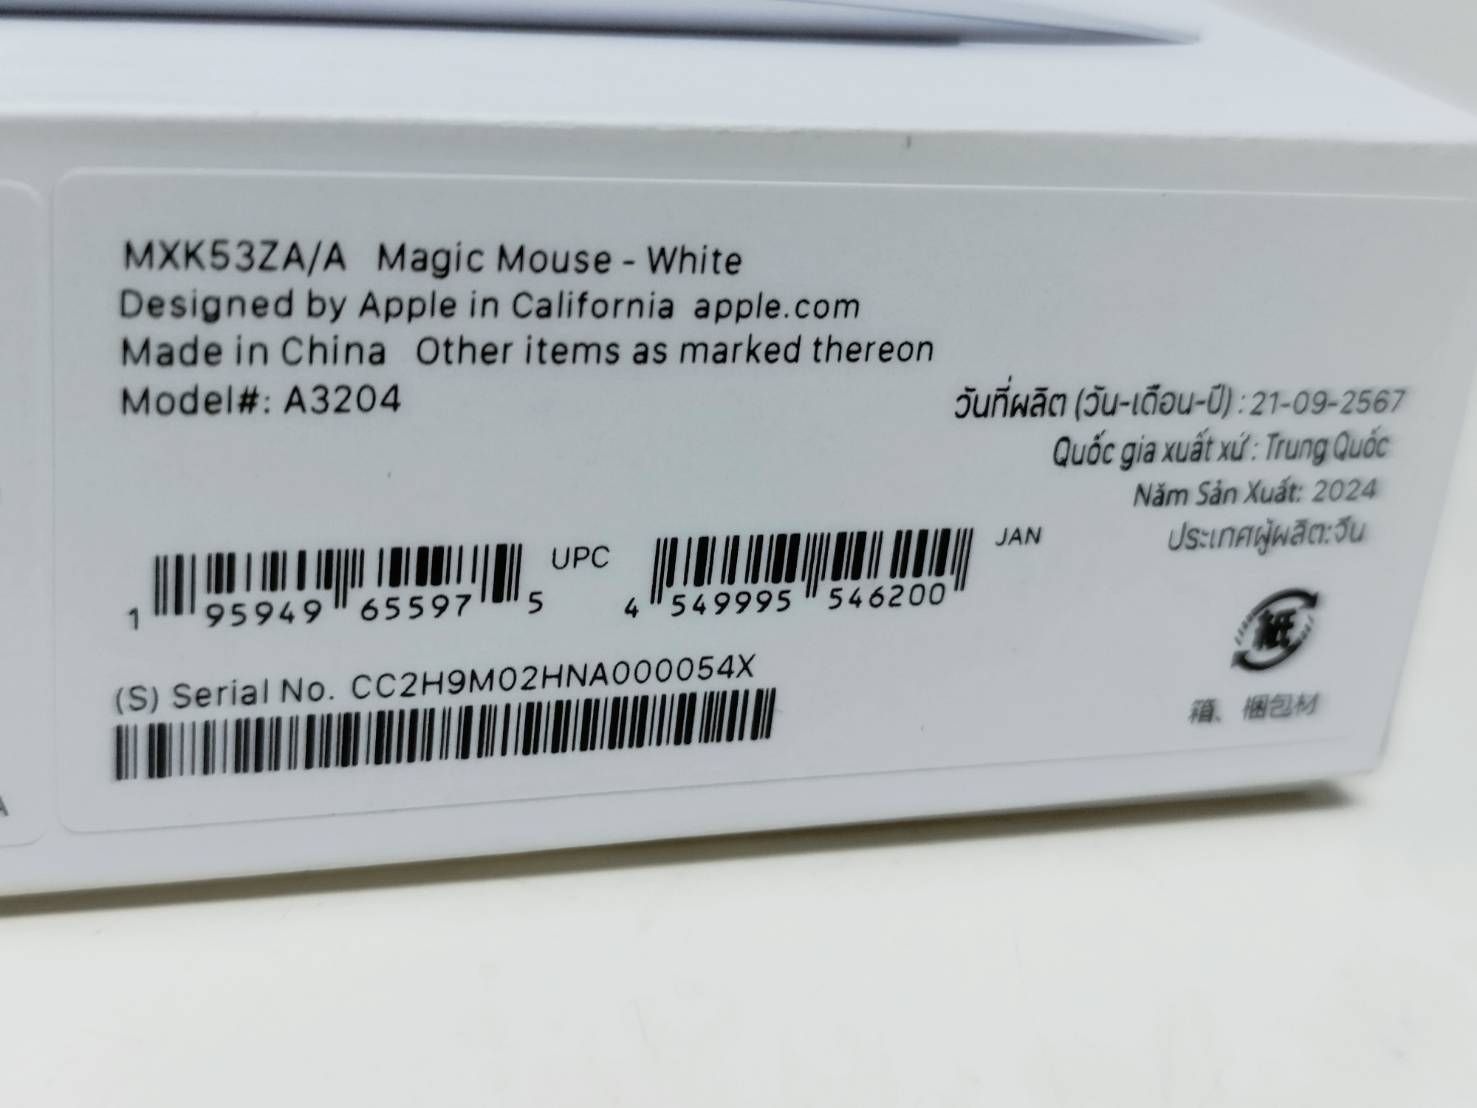 MXK53ZA/A Magic Mouse - White
Designed by Apple in California apple.com
Made in China Other items as marked thereon
Model#: A3204
วันที่ผลิต (วัน-เดือน-ปี) : 21-09-2567
Quốc gia xuất xứ : Trung Quốc
Năm Sản Xuất: 2024
ประเทศผู้ผลิต:จีน
UPC
1 95949 65597 5
JAN
4 549995 546200
(S) Serial No. CC2H9M02HNA000054X
紙
箱、梱包材
A